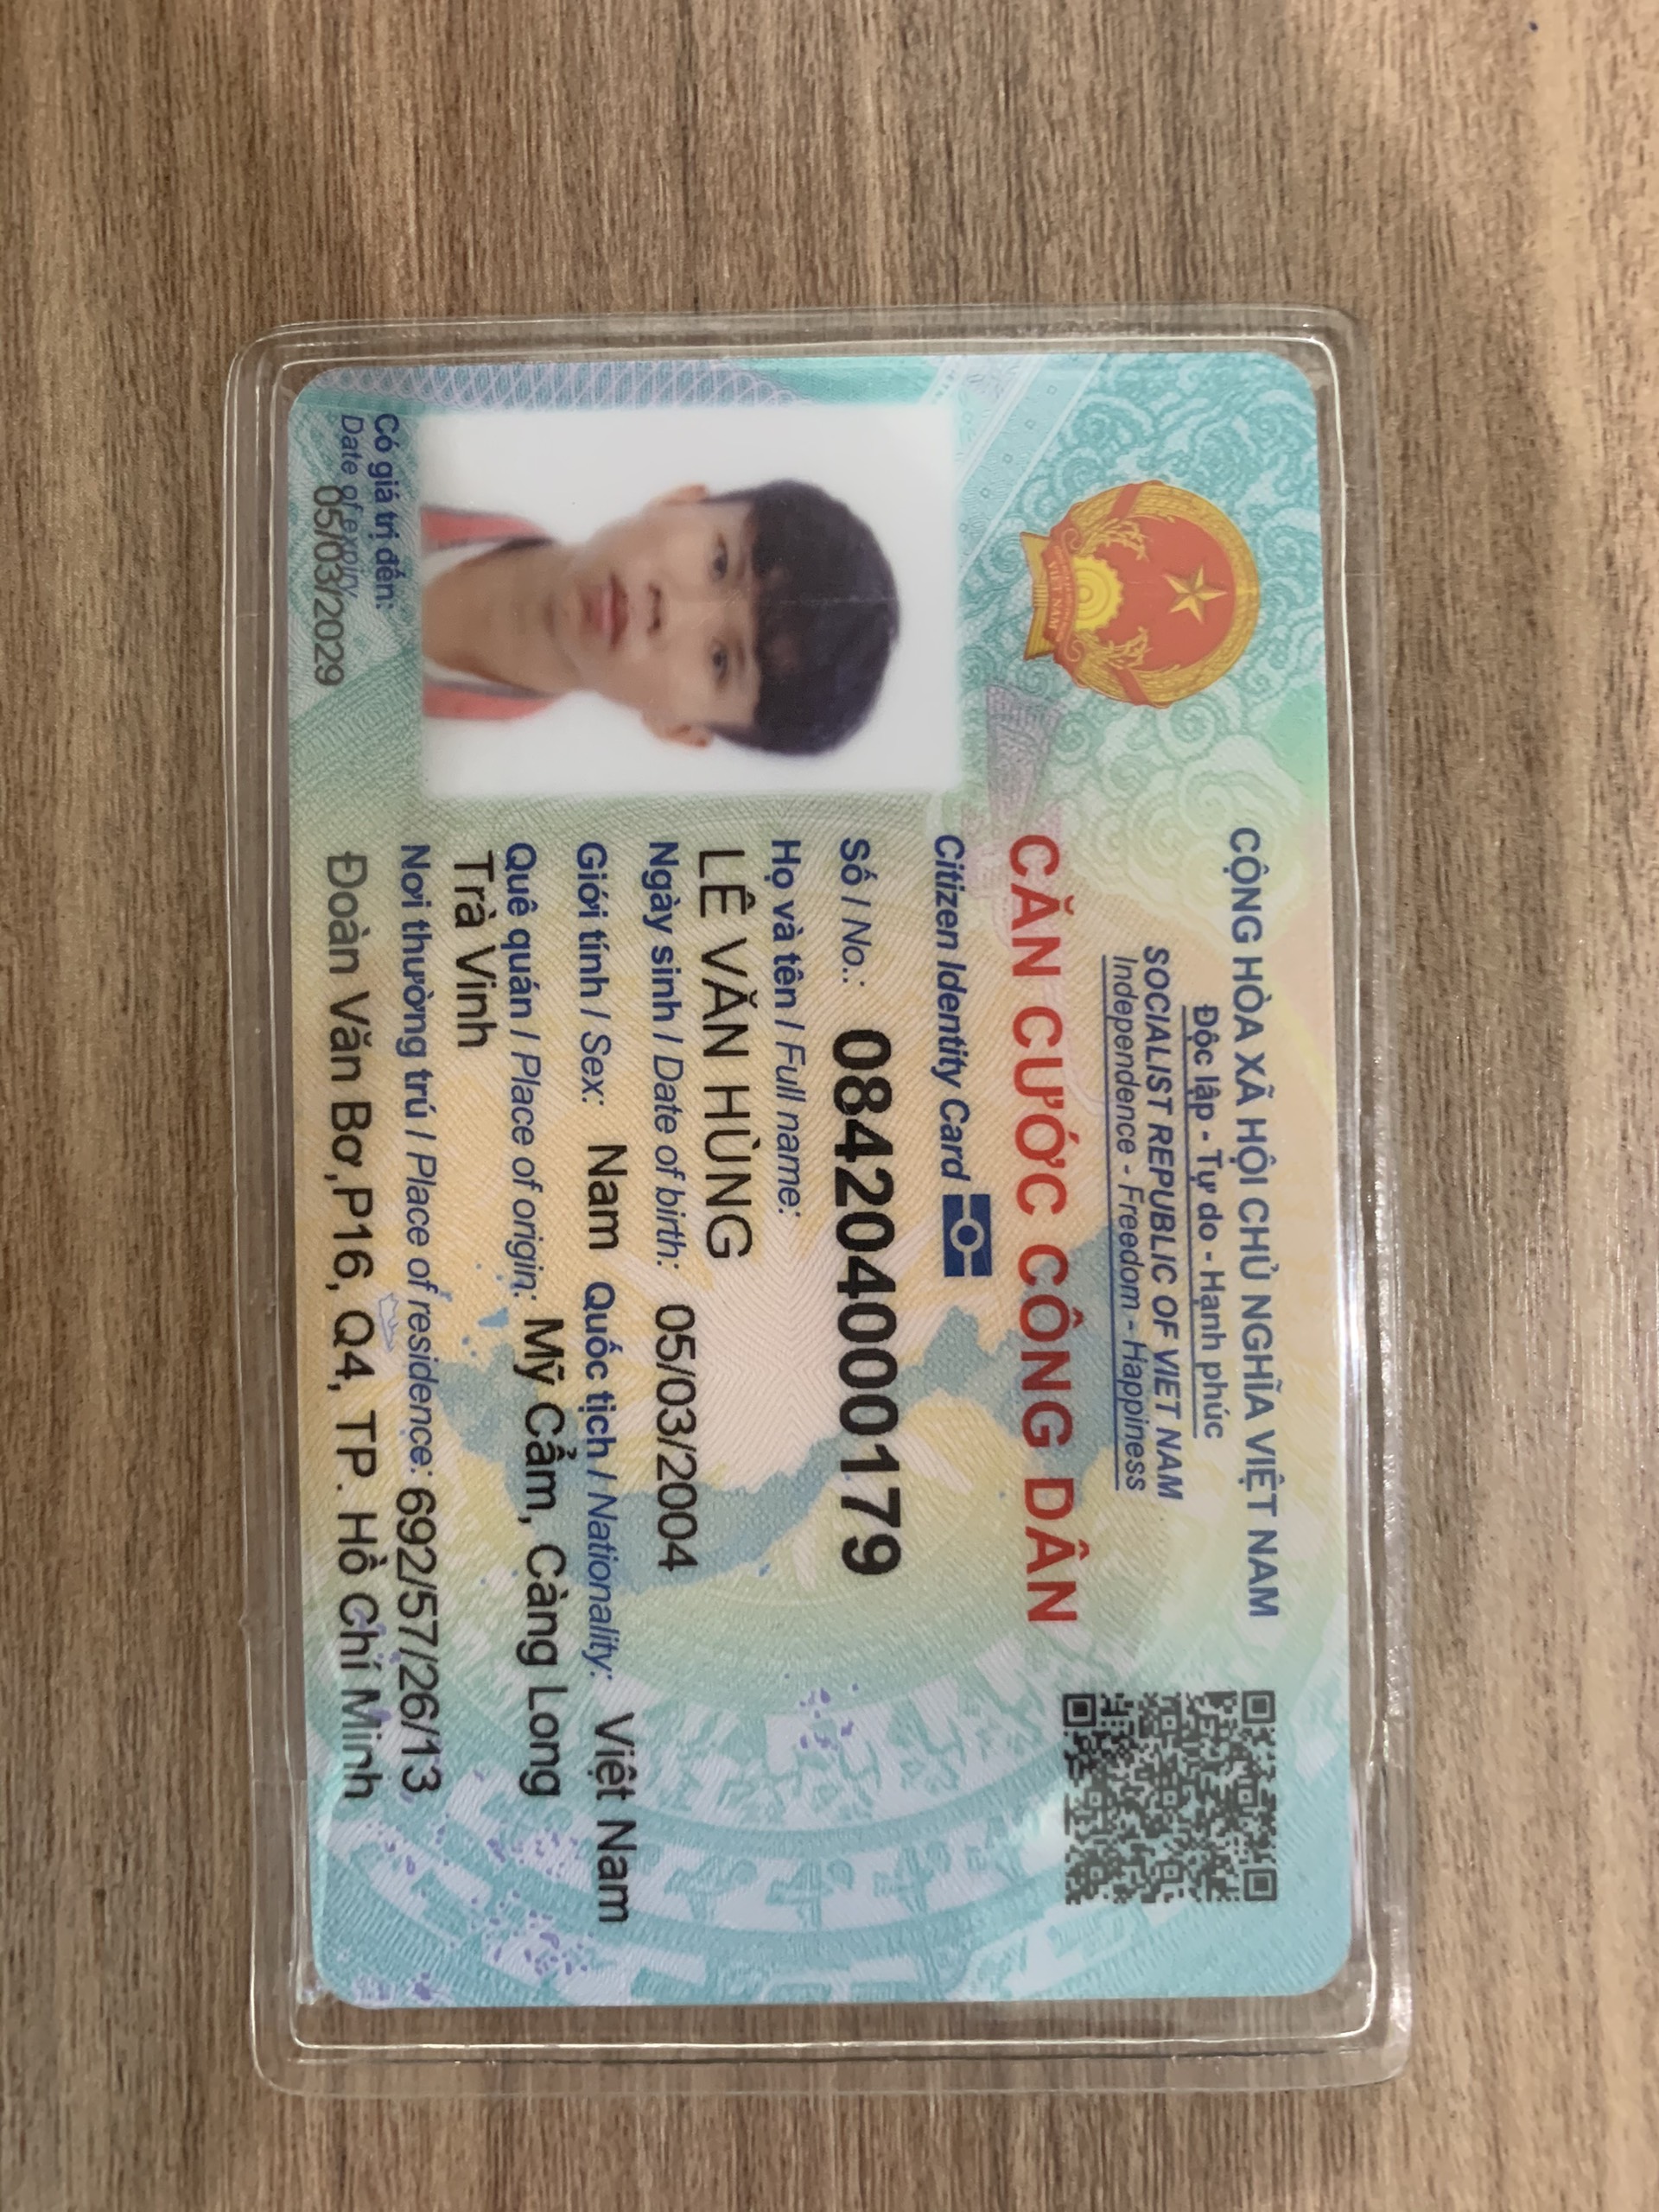 CỘNG HÒA XÃ HỘI CHỦ NGHĨA VIỆT NAM
Độc lập - Tự do - Hạnh phúc
SOCIALIST REPUBLIC OF VIET NAM
Independence - Freedom - Happiness
CĂN CƯỚC CÔNG DÂN
Citizen Identity Card
Số / No.: 084204000179
Họ và tên / Full name:
LÊ VĂN HÙNG
Ngày sinh / Date of birth: 05/03/2004
Giới tính / Sex: Nam Quốc tịch / Nationality: Việt Nam
Quê quán / Place of origin: Mỹ Cẩm, Càng Long
Trà Vinh
Nơi thường trú / Place of residence: 692/57/26/13
Đoàn Văn Bơ,P16, Q4, TP. Hồ Chí Minh
Có giá trị đến:
Date of expiry
05/03/2029
VIỆT NAM